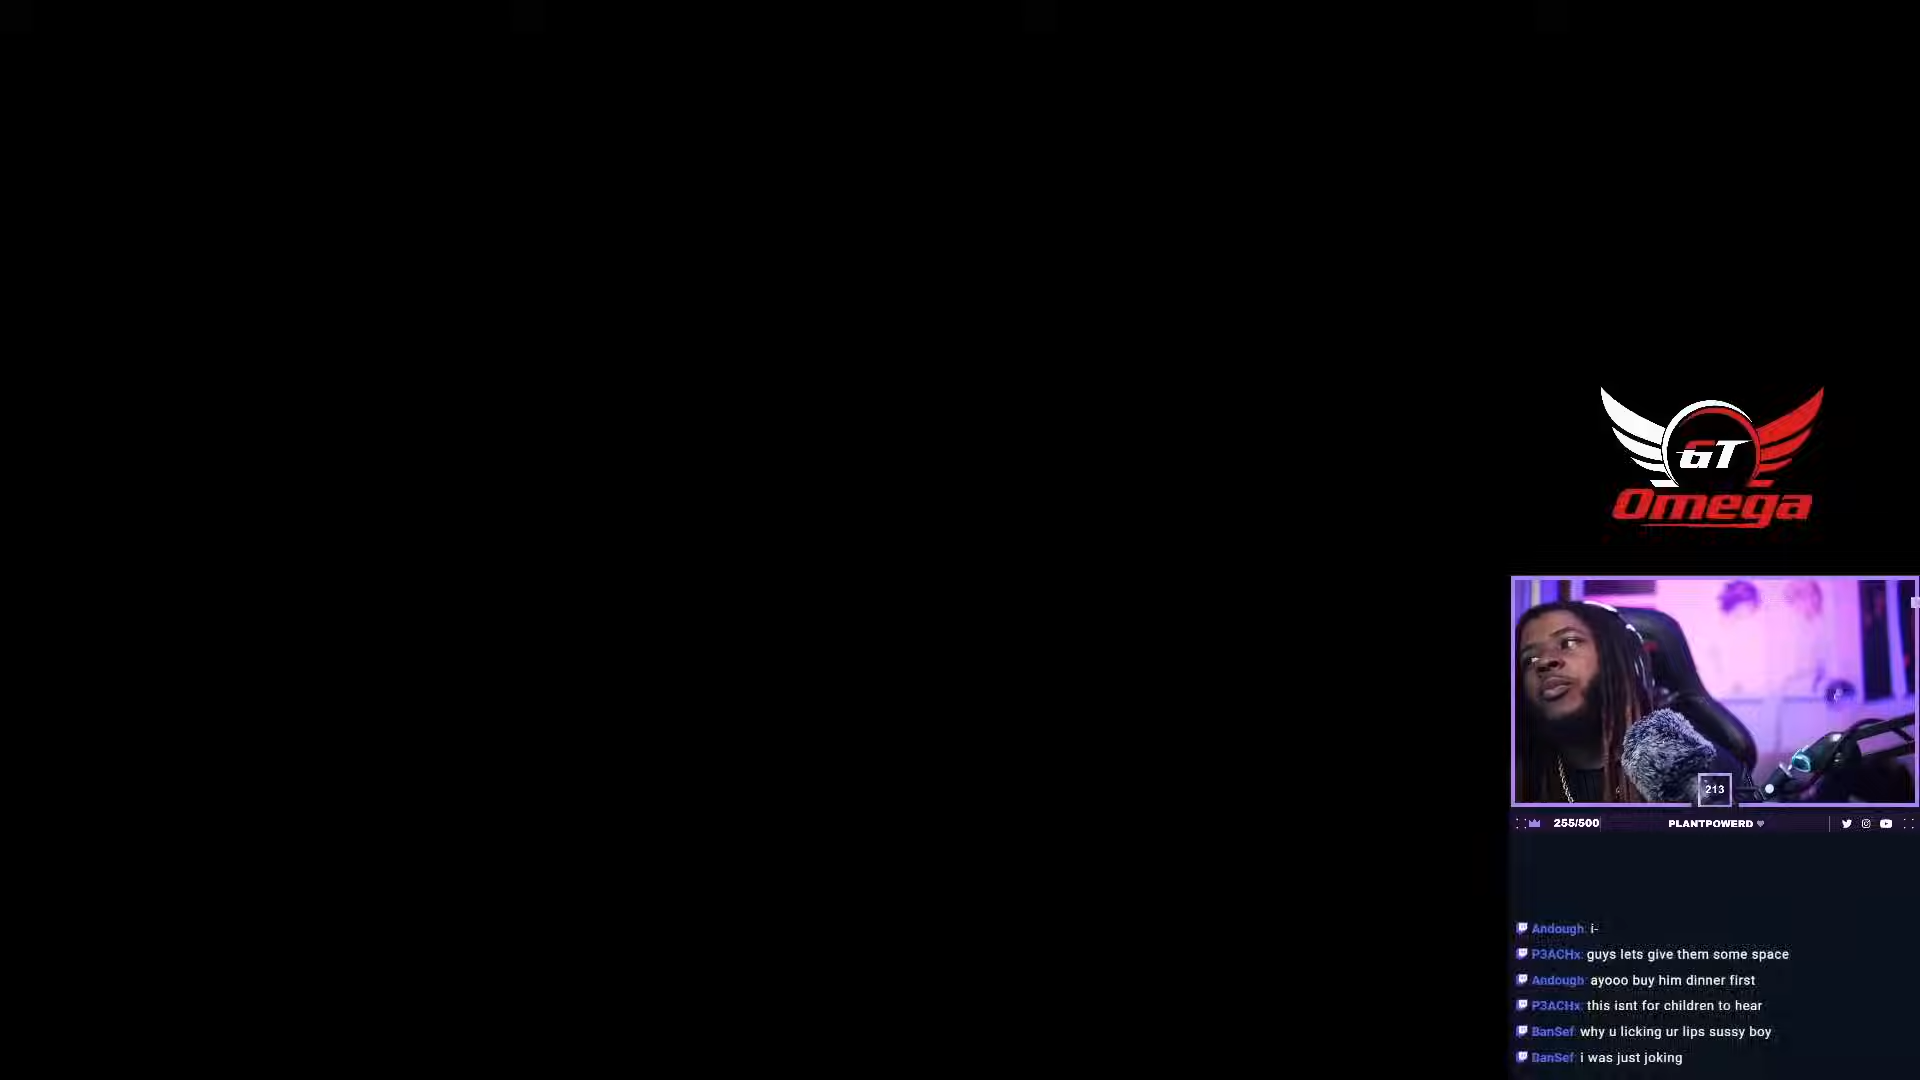 GT
Omega
213
255/500
PLANTPOWERD
Andough: i-
P3ACHx: guys lets give them some space
Andough: ayooo buy him dinner first
P3ACHx: this isnt for children to hear
BanSef: why u licking ur lips sussy boy
BanSef: i was just joking